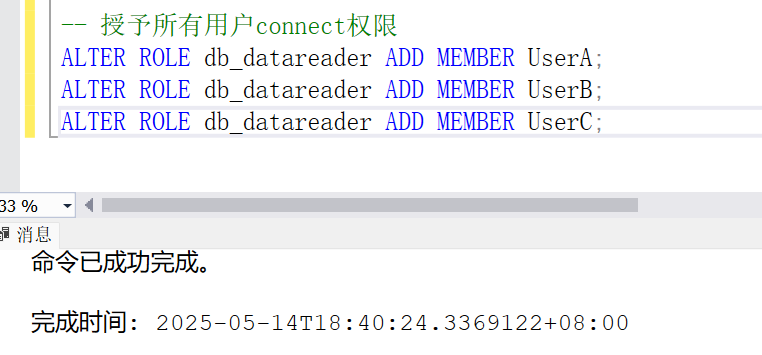 -- 授予所有用户connect权限
ALTER ROLE db_datareader ADD MEMBER UserA;
ALTER ROLE db_datareader ADD MEMBER UserB;
ALTER ROLE db_datareader ADD MEMBER UserC;
33 %
消息
命令已成功完成。
完成时间: 2025-05-14T18:40:24.3369122+08:00